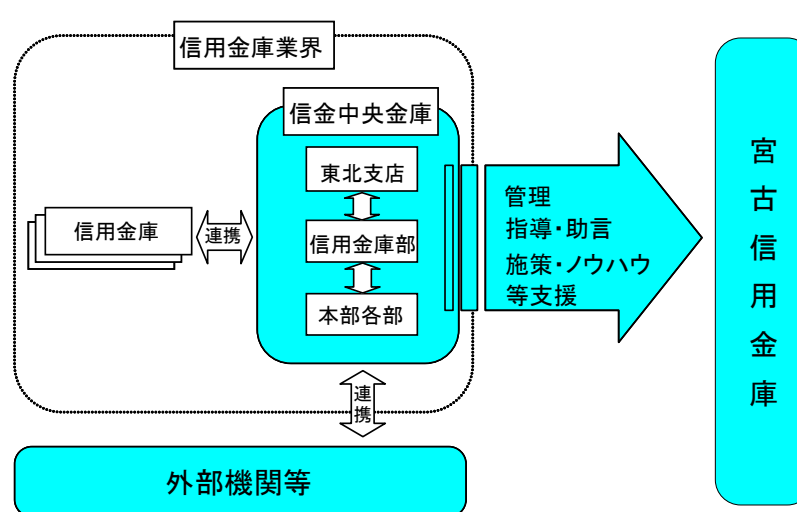 信用金庫業界
信金中央金庫
東北支店
信用金庫
連携
信用金庫部
本部各部
管理
指導・助言
施策・ノウハウ
等支援
宮古信用金庫
連携
外部機関等